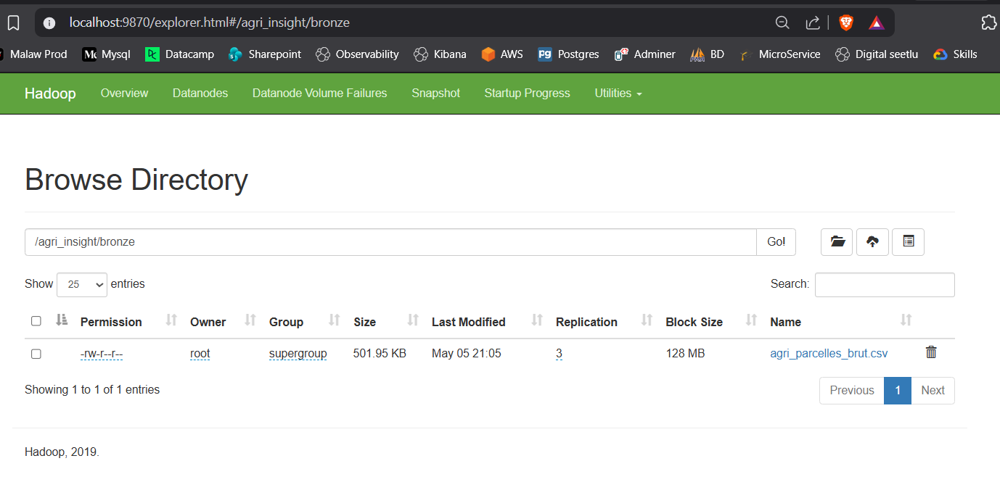 localhost:9870/explorer.html#/agri_insight/bronze
Malaw Prod Mysql Datacamp Sharepoint Observability Kibana AWS Postgres Adminer BD MicroService Digital seetlu Skills
Hadoop Overview Datanodes Datanode Volume Failures Snapshot Startup Progress Utilities
Browse Directory
/agri_insight/bronze Go!
Show 25 entries Search:
Permission Owner Group Size Last Modified Replication Block Size Name
-rw-r--r-- root supergroup 501.95 KB May 05 21:05 3 128 MB agri_parcelles_brut.csv
Showing 1 to 1 of 1 entries Previous 1 Next
Hadoop, 2019.